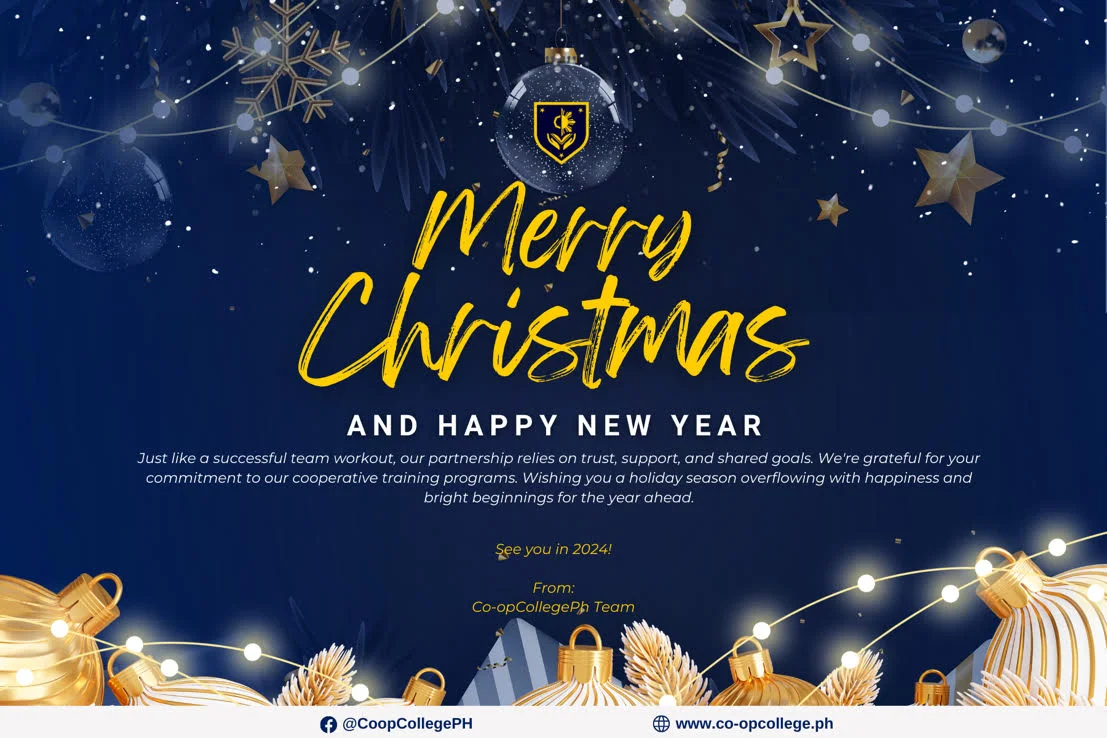 Merry
Christmas
AND HAPPY NEW YEAR
Just like a successful team workout, our partnership relies on trust, support, and shared goals. We're grateful for your
commitment to our cooperative training programs. Wishing you a holiday season overflowing with happiness and
bright beginnings for the year ahead.
See you in 2024!
From:
Co-opCollegePh Team
@CoopCollegePH
www.co-opcollege.ph